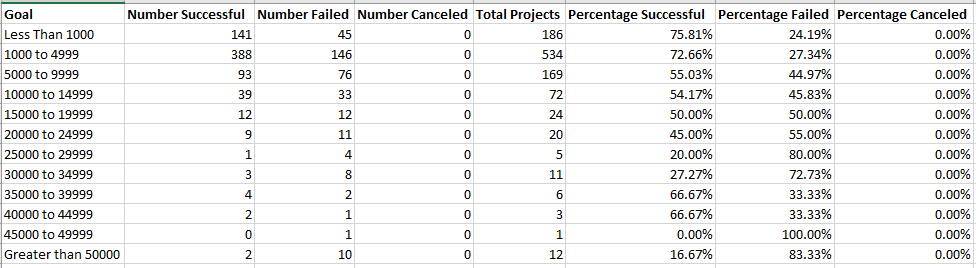 Goal Number Successful Number Failed Number Canceled Total Projects Percentage Successful Percentage Failed Percentage Canceled
Less Than 1000 141 45 0 186 75.81% 24.19% 0.00%
1000 to 4999 388 146 0 534 72.66% 27.34% 0.00%
5000 to 9999 93 76 0 169 55.03% 44.97% 0.00%
10000 to 14999 39 33 0 72 54.17% 45.83% 0.00%
15000 to 19999 12 12 0 24 50.00% 50.00% 0.00%
20000 to 24999 9 11 0 20 45.00% 55.00% 0.00%
25000 to 29999 1 4 0 5 20.00% 80.00% 0.00%
30000 to 34999 3 8 0 11 27.27% 72.73% 0.00%
35000 to 39999 4 2 0 6 66.67% 33.33% 0.00%
40000 to 44999 2 1 0 3 66.67% 33.33% 0.00%
45000 to 49999 0 1 0 1 0.00% 100.00% 0.00%
Greater than 50000 2 10 0 12 16.67% 83.33% 0.00%